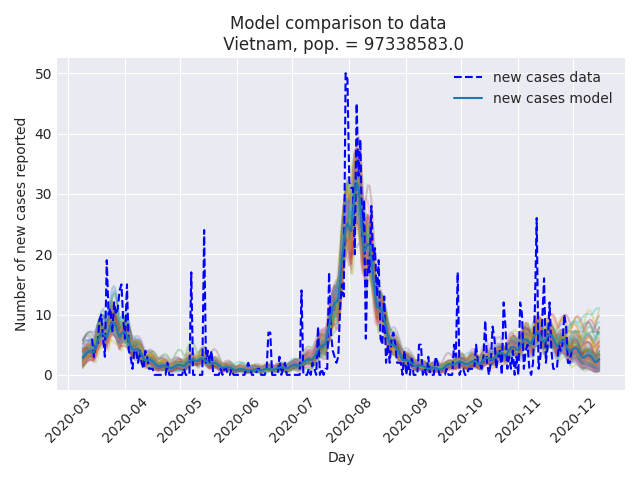 Model comparison to data
Vietnam, pop. = 97338583.0
new cases data
new cases model
Number of new cases reported
50
40
30
20
10
0
2020-03
2020-04
2020-05
2020-06
2020-07
2020-08
2020-09
2020-10
2020-11
2020-12
Day